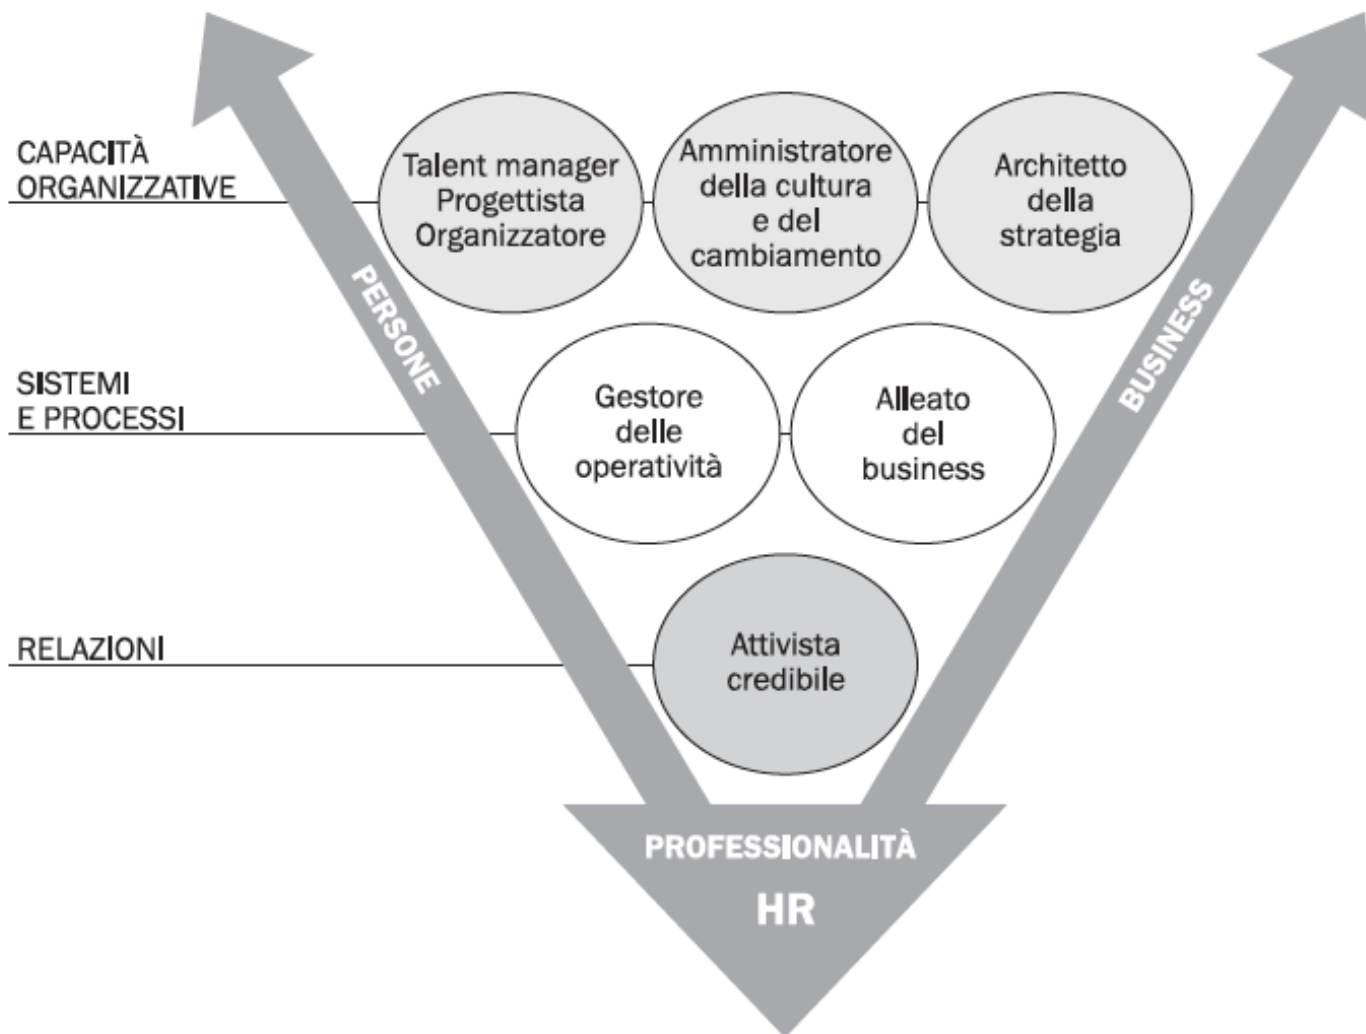 CAPACITÀ
ORGANIZZATIVE
Talent manager
Progettista
Organizzatore
Amministratore
della cultura
e del
cambiamento
Architetto
della
strategia
PERSONE
BUSINESS
SISTEMI
E PROCESSI
Gestore
delle
operatività
Alleato
del
business
RELAZIONI
Attivista
credibile
PROFESSIONALITÀ
HR